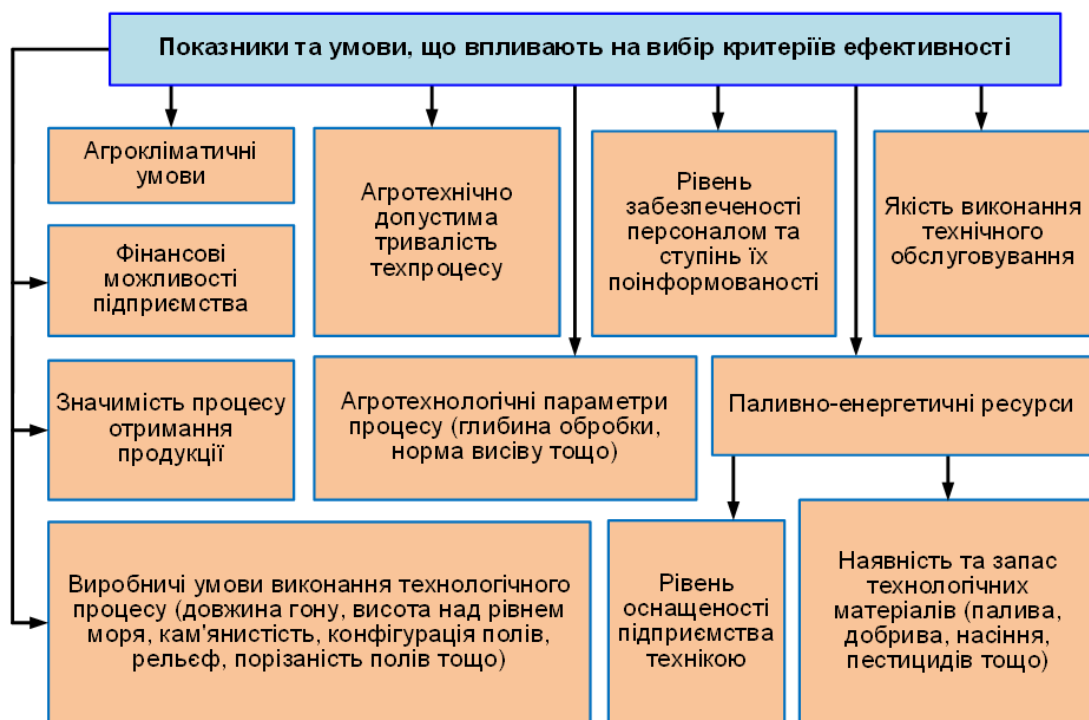 Показники та умови, що впливають на вибір критеріїв ефективності
Агрокліматичні
умови
Агротехнічно
допустима
тривалість
техпроцесу
Рівень
забезпеченості
персоналом та
ступінь їх
поінформованості
Якість виконання
технічного
обслуговування
Фінансові
можливості
підприємства
Значимість процесу
отримання
продукції
Агротехнологічні параметри
процесу (глибина обробки,
норма висіву тощо)
Паливно-енергетичні ресурси
Виробничі умови виконання технологічного
процесу (довжина гону, висота над рівнем
моря, кам'янистість, конфігурація полів,
рельєф, порізаність полів тощо)
Рівень
оснащеності
підприємства
технікою
Наявність та запас
технологічних
матеріалів (палива,
добрива, насіння,
пестицидів тощо)